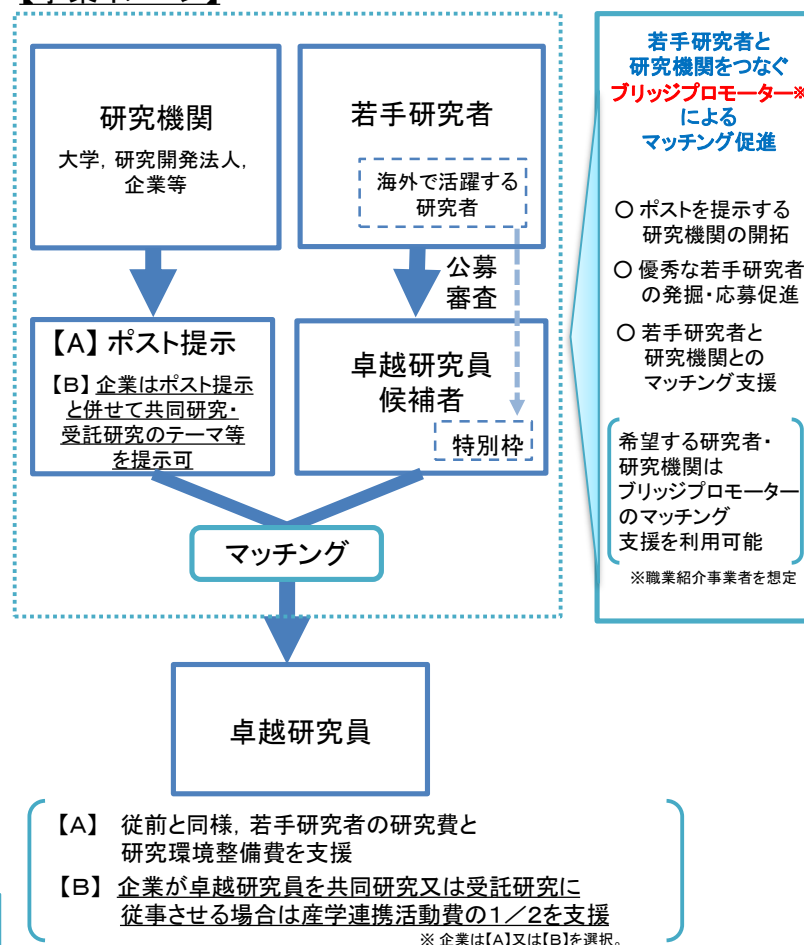 研究機関
大学，研究開発法人，
企業等
若手研究者
海外で活躍する
研究者
公募
審査
【Ａ】ポスト提示
【Ｂ】企業はポスト提示
と併せて共同研究・
受託研究のテーマ等
を提示可
卓越研究員
候補者
特別枠
マッチング
卓越研究員
【Ａ】 従前と同様，若手研究者の研究費と
研究環境整備費を支援
【Ｂ】 企業が卓越研究員を共同研究又は受託研究に
従事させる場合は産学連携活動費の１／２を支援
※ 企業は【Ａ】又は【Ｂ】を選択。
若手研究者と
研究機関をつなぐ
ブリッジプロモーター※
による
マッチング促進
○ ポストを提示する
研究機関の開拓
○ 優秀な若手研究者
の発掘・応募促進
○ 若手研究者と
研究機関との
マッチング支援
希望する研究者・
研究機関は
ブリッジプロモーター
のマッチング
支援を利用可能
※職業紹介事業者を想定